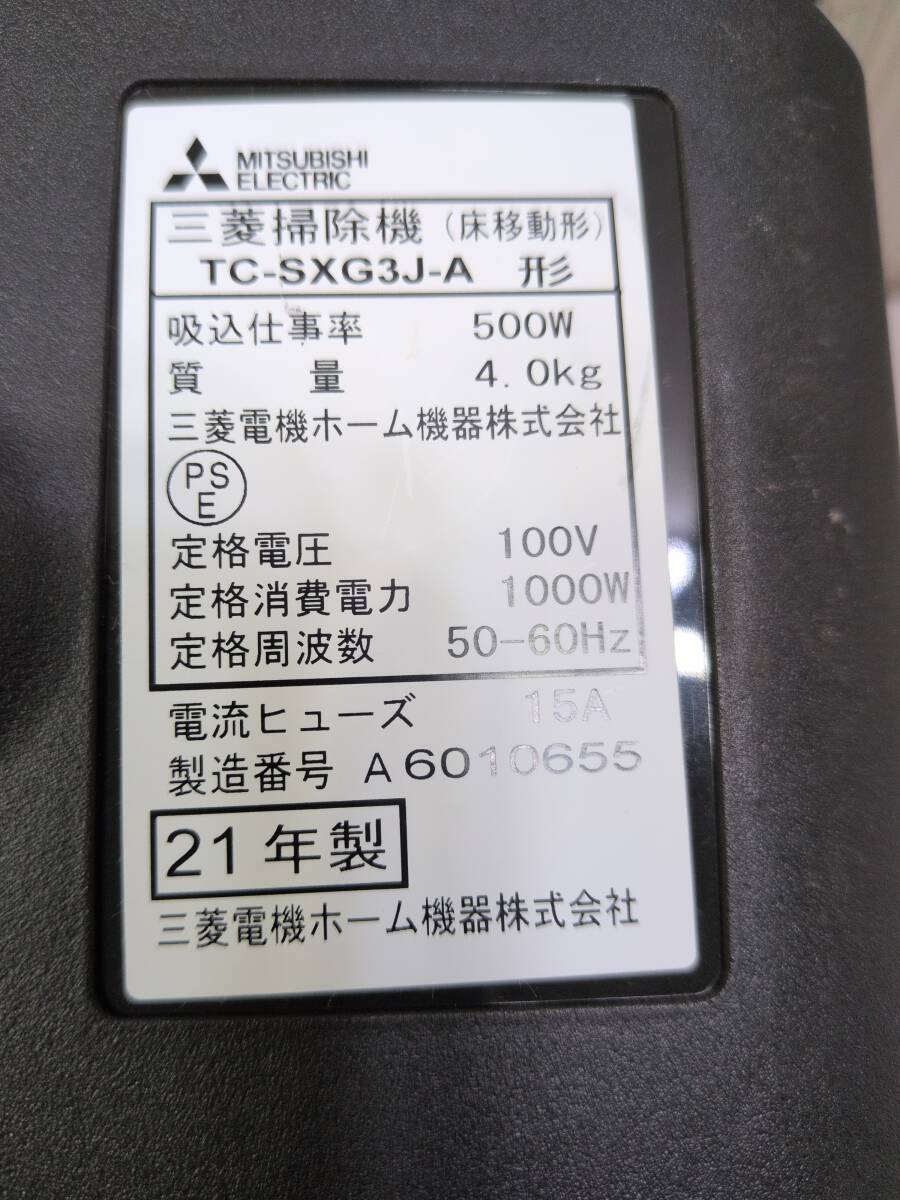 MITSUBISHI
ELECTRIC
三菱掃除機（床移動形）
TC-SXG3J-A 形
吸込仕事率 500W
質 量 4.0kg
三菱電機ホーム機器株式会社
PS
E
定格電圧 100V
定格消費電力 1000W
定格周波数 50-60Hz
電流ヒューズ 15A
製造番号 A6010655
21年製
三菱電機ホーム機器株式会社